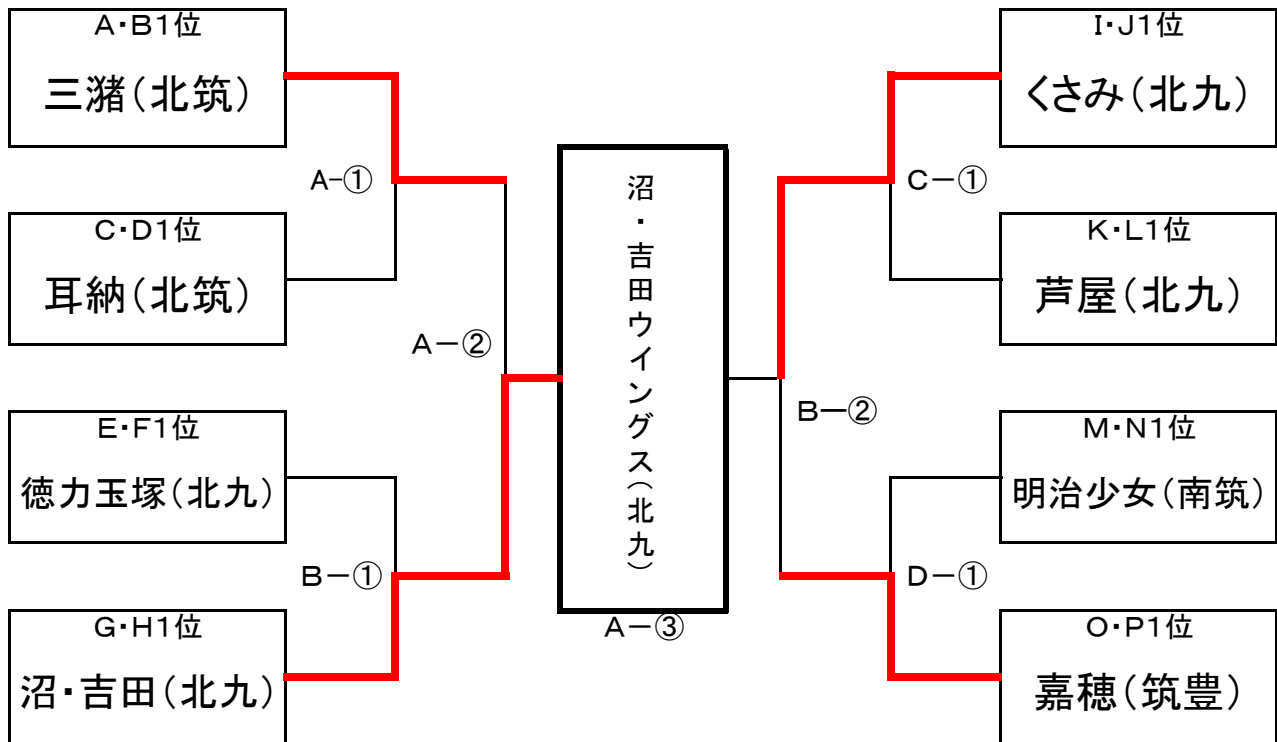 A・B1位
三潴(北筑)
C・D1位
耳納(北筑)
E・F1位
徳力玉塚(北九)
G・H1位
沼・吉田(北九)
A-①
A－②
B－①
沼・吉田ウイングス(北九)
A－③
I・J1位
くさみ(北九)
K・L1位
芦屋(北九)
M・N1位
明治少女(南筑)
O・P1位
嘉穂(筑豊)
C－①
B－②
D－①